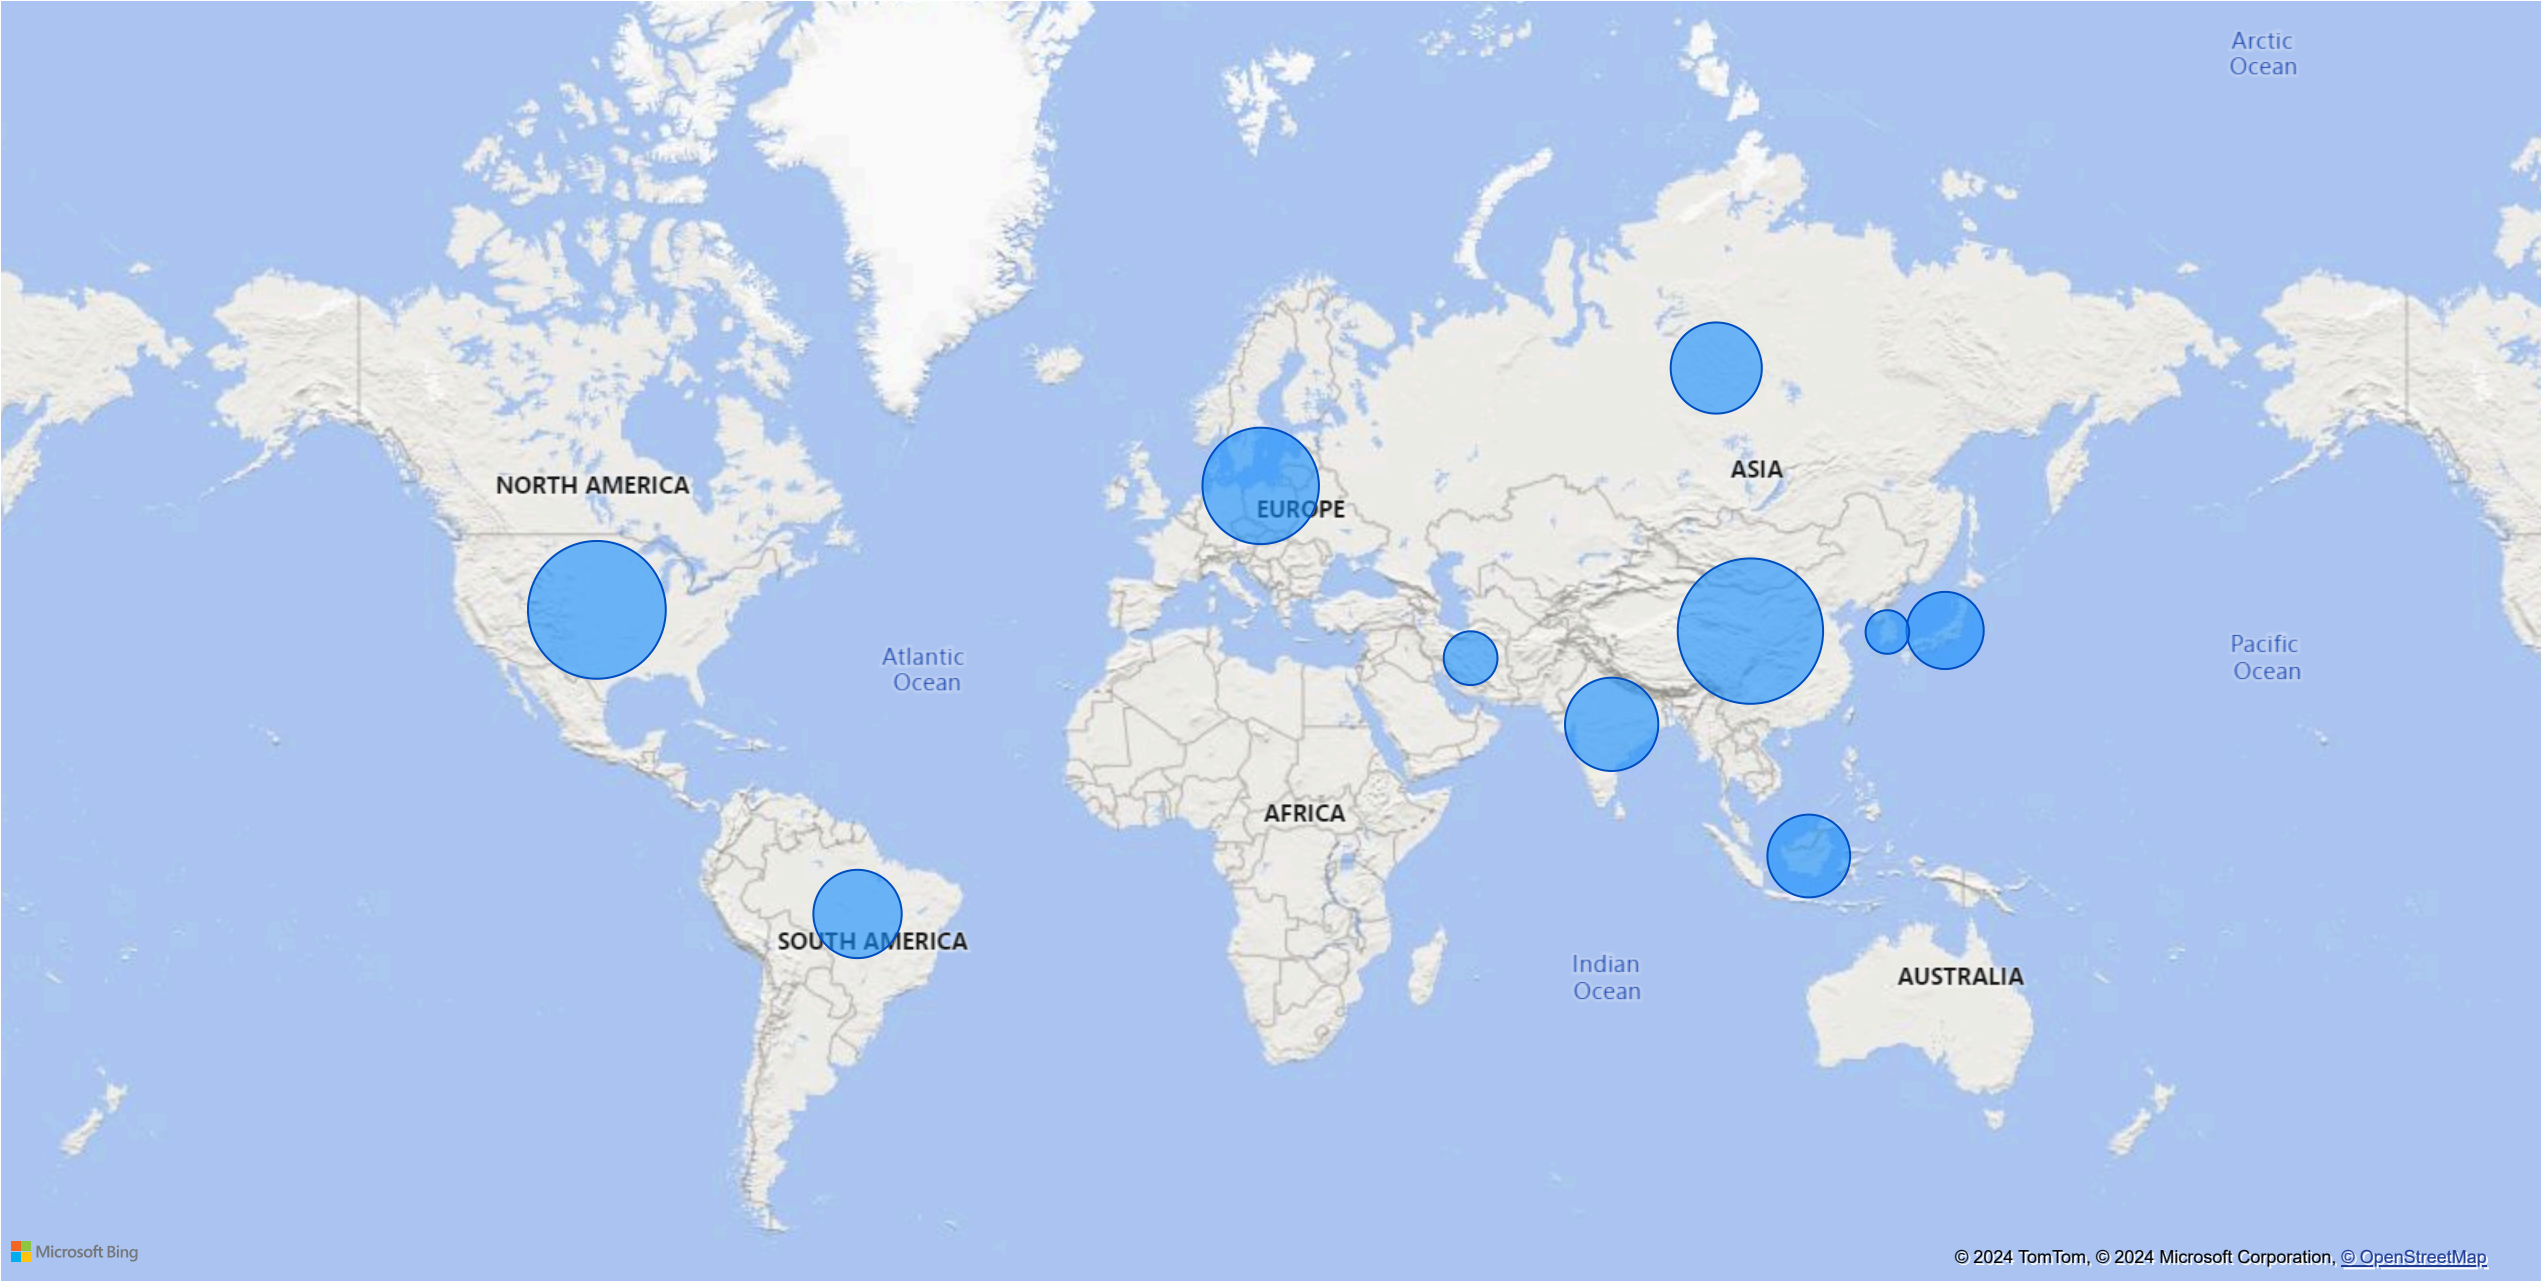 Arctic
Ocean
NORTH AMERICA
ASIA
EUROPE
Atlantic
Ocean
Pacific
Ocean
AFRICA
SOUTH AMERICA
Indian
Ocean
AUSTRALIA
Microsoft Bing
© 2024 TomTom, © 2024 Microsoft Corporation, © OpenStreetMap